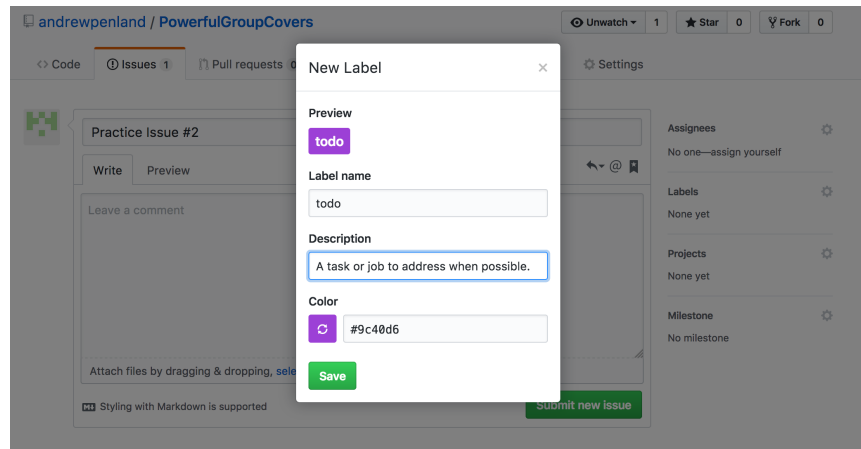 andrewpenland / PowerfulGroupCovers
Unwatch 1 Star 0 Fork 0
<> Code Issues 1 Pull requests 0 Settings
New Label ×
Preview
todo
Label name
todo
Description
A task or job to address when possible.
Color
#9c40d6
Save
Practice Issue #2
Write Preview
Leave a comment
Attach files by dragging & dropping, sele
Styling with Markdown is supported
Submit new issue
Assignees
No one—assign yourself
Labels
None yet
Projects
None yet
Milestone
No milestone